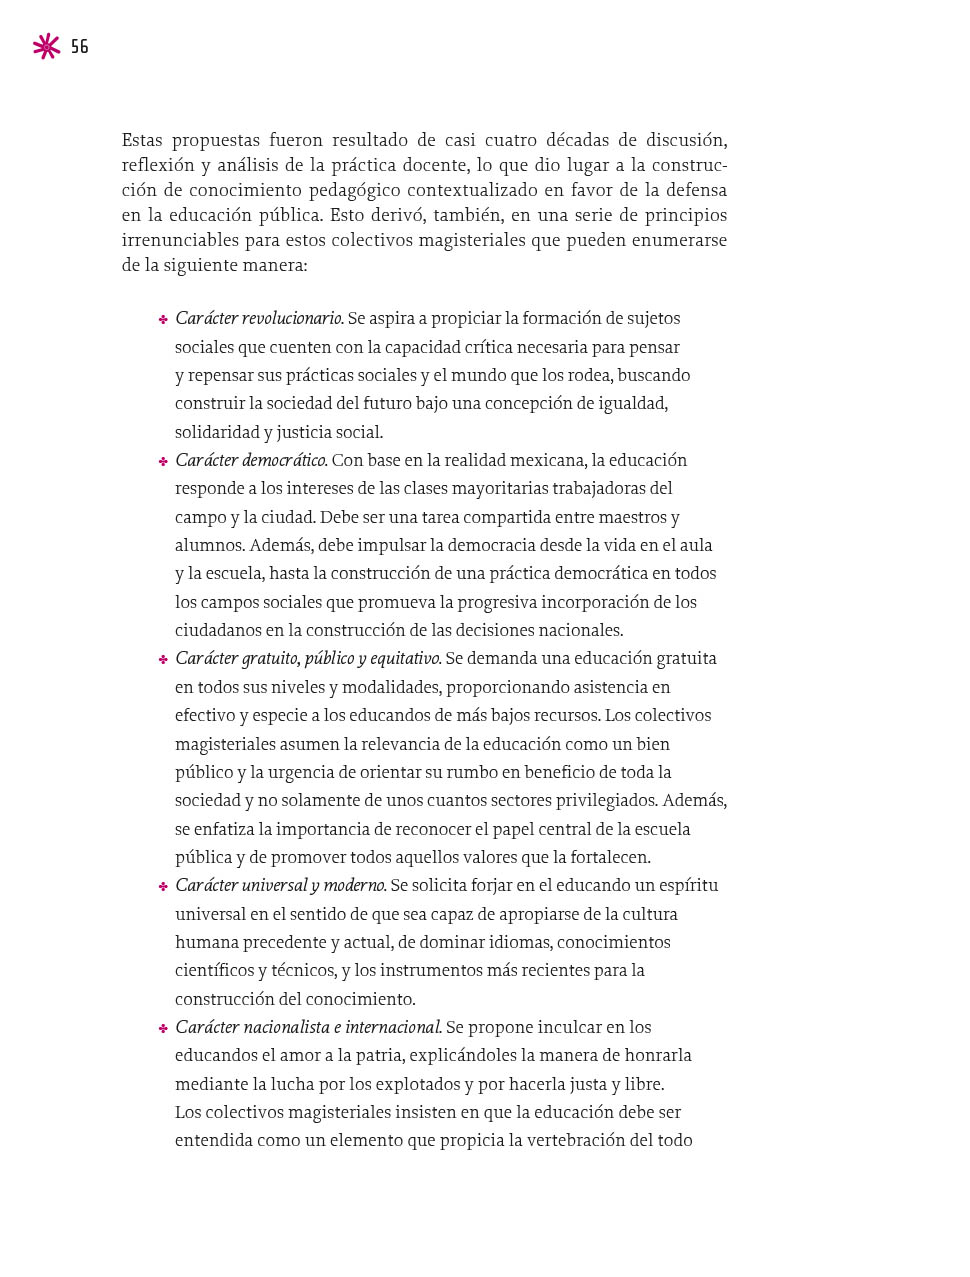 56
Estas propuestas fueron resultado de casi cuatro décadas de discusión,
reflexión y análisis de la práctica docente, lo que dio lugar a la construc-
ción de conocimiento pedagógico contextualizado en favor de la defensa
en la educación pública. Esto derivó, también, en una serie de principios
irrenunciables para estos colectivos magisteriales que pueden enumerarse
de la siguiente manera:
✤ Carácter revolucionario. Se aspira a propiciar la formación de sujetos
sociales que cuenten con la capacidad crítica necesaria para pensar
y repensar sus prácticas sociales y el mundo que los rodea, buscando
construir la sociedad del futuro bajo una concepción de igualdad,
solidaridad y justicia social.
✤ Carácter democrático. Con base en la realidad mexicana, la educación
responde a los intereses de las clases mayoritarias trabajadoras del
campo y la ciudad. Debe ser una tarea compartida entre maestros y
alumnos. Además, debe impulsar la democracia desde la vida en el aula
y la escuela, hasta la construcción de una práctica democrática en todos
los campos sociales que promueva la progresiva incorporación de los
ciudadanos en la construcción de las decisiones nacionales.
✤ Carácter gratuito, público y equitativo. Se demanda una educación gratuita
en todos sus niveles y modalidades, proporcionando asistencia en
efectivo y especie a los educandos de más bajos recursos. Los colectivos
magisteriales asumen la relevancia de la educación como un bien
público y la urgencia de orientar su rumbo en beneficio de toda la
sociedad y no solamente de unos cuantos sectores privilegiados. Además,
se enfatiza la importancia de reconocer el papel central de la escuela
pública y de promover todos aquellos valores que la fortalecen.
✤ Carácter universal y moderno. Se solicita forjar en el educando un espíritu
universal en el sentido de que sea capaz de apropiarse de la cultura
humana precedente y actual, de dominar idiomas, conocimientos
científicos y técnicos, y los instrumentos más recientes para la
construcción del conocimiento.
✤ Carácter nacionalista e internacional. Se propone inculcar en los
educandos el amor a la patria, explicándoles la manera de honrarla
mediante la lucha por los explotados y por hacerla justa y libre.
Los colectivos magisteriales insisten en que la educación debe ser
entendida como un elemento que propicia la vertebración del todo